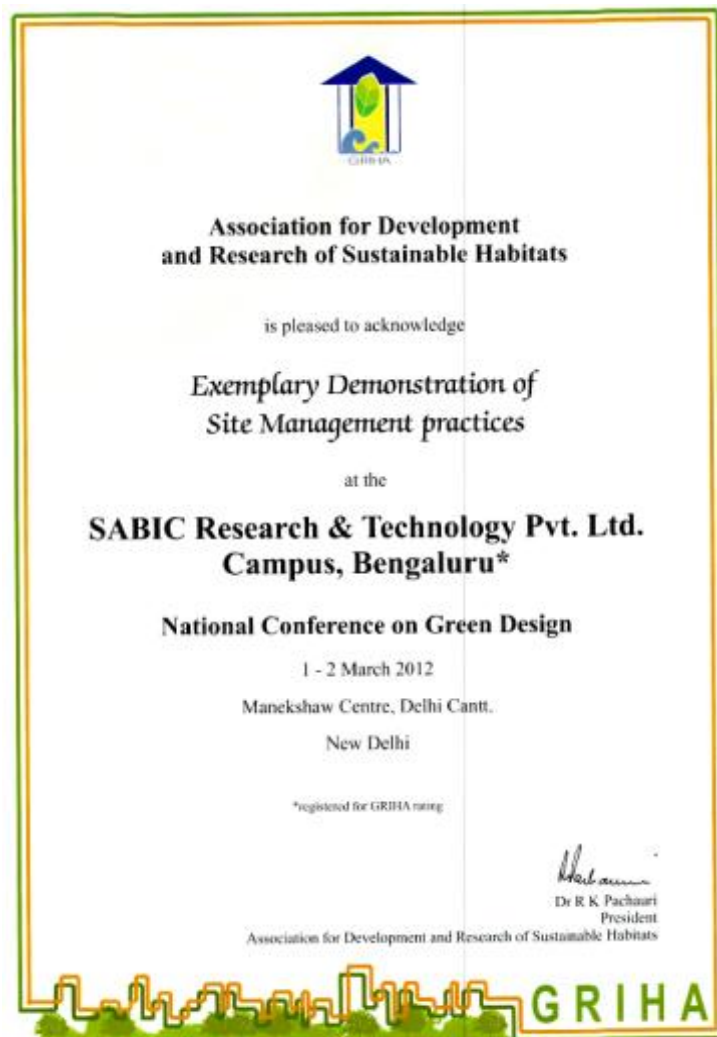 GRIHA
Association for Development
and Research of Sustainable Habitats
is pleased to acknowledge
Exemplary Demonstration of
Site Management practices
at the
SABIC Research & Technology Pvt. Ltd.
Campus, Bengaluru*
National Conference on Green Design
1 - 2 March 2012
Manekshaw Centre, Delhi Cantt.
New Delhi
*registered for GRIHA rating
Dr R K Pachauri
President
Association for Development and Research of Sustainable Habitats
GRIHA